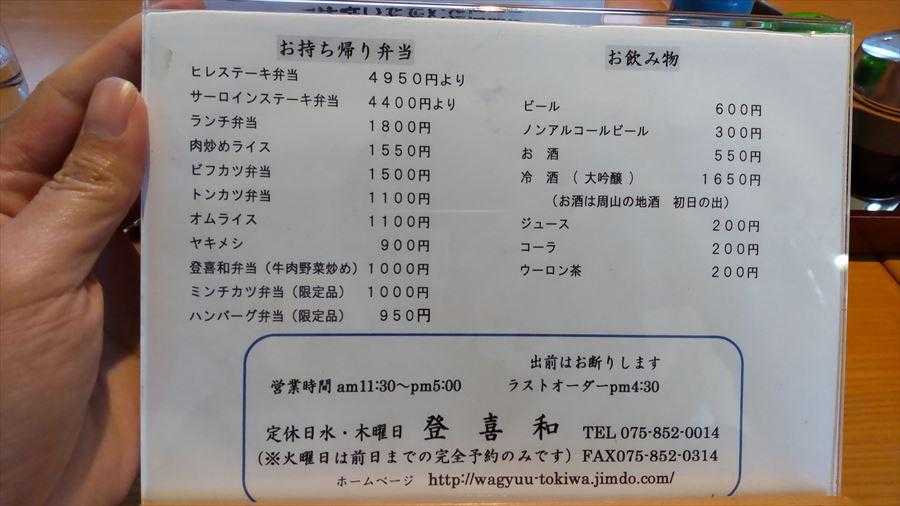 お持ち帰り弁当
ヒレステーキ弁当 4950円より
サーロインステーキ弁当 4400円より
ランチ弁当 1800円
肉炒めライス 1550円
ビフカツ弁当 1500円
トンカツ弁当 1100円
オムライス 1100円
ヤキメシ 900円
登喜和弁当（牛肉野菜炒め） 1000円
ミンチカツ弁当（限定品） 1000円
ハンバーグ弁当（限定品） 950円
お飲み物
ビール 600円
ノンアルコールビール 300円
お 酒 550円
冷 酒 （大吟醸） 1650円
（お酒は周山の地酒 初日の出）
ジュース 200円
コーラ 200円
ウーロン茶 200円
出前はお断りします
営業時間 am11:30～pm5:00 ラストオーダーpm4:30
定休日水・木曜日 登喜和 TEL 075-852-0014
（※火曜日は前日までの完全予約のみです） FAX075-852-0314
ホームページ http://wagyuu-tokiwa.jimdo.com/